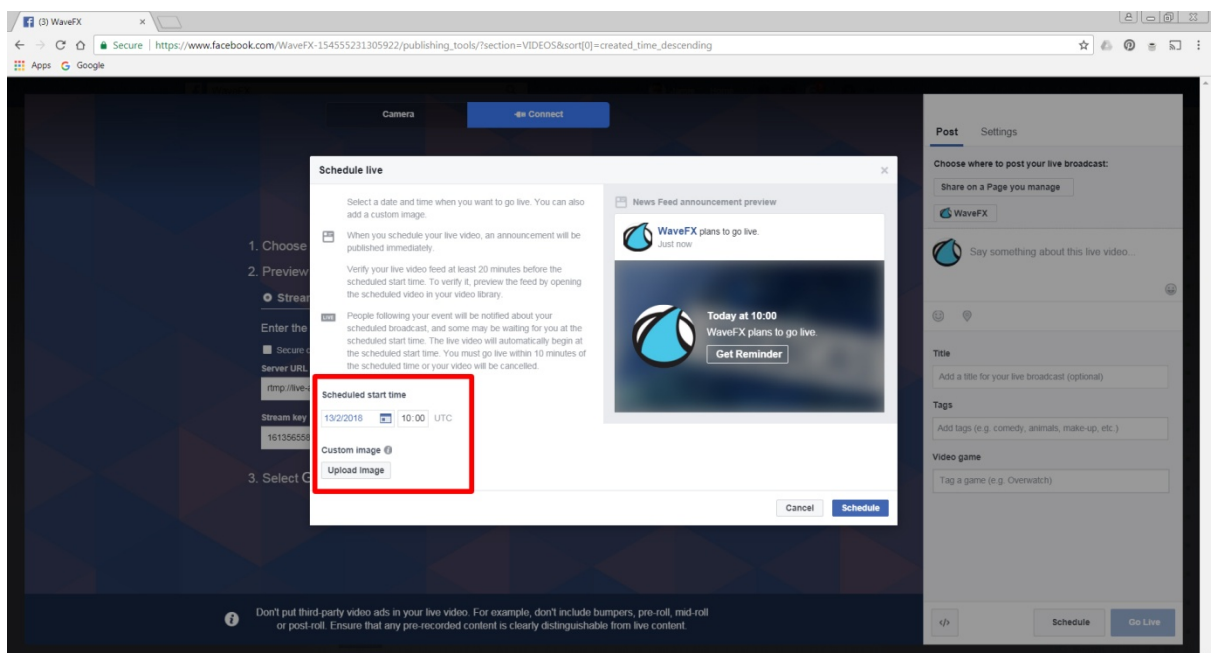 (3) WaveFX
Secure | https://www.facebook.com/WaveFX-154555231305922/publishing_tools/?section=VIDEOS&sort[0]=created_time_descending
Apps Google
Camera
Connect
Schedule live
Select a date and time when you want to go live. You can also
add a custom image.
When you schedule your live video, an announcement will be
published immediately.
Verify your live video feed at least 20 minutes before the
scheduled start time. To verify it, preview the feed by opening
the scheduled video in your video library.
LIVE
People following your event will be notified about your
scheduled broadcast, and some may be waiting for you at the
scheduled start time. The live video will automatically begin at
the scheduled start time. You must go live within 10 minutes of
the scheduled time or your video will be cancelled.
Scheduled start time
13/2/2018 10:00 UTC
Custom image
Upload Image
News Feed announcement preview
WaveFX plans to go live.
Just now
Today at 10:00
WaveFX plans to go live.
Get Reminder
Cancel Schedule
1. Choose
2. Preview
Strea
Enter the
Secure c
Server URL
rtmp://live-a
Stream key
161356558
3. Select G
Don't put third-party video ads in your live video. For example, don't include bumpers, pre-roll, mid-roll
or post-roll. Ensure that any pre-recorded content is clearly distinguishable from live content.
Post Settings
Choose where to post your live broadcast:
Share on a Page you manage
WaveFX
Say something about this live video...
Title
Add a title for your live broadcast (optional)
Tags
Add tags (e.g. comedy, animals, make-up, etc.)
Video game
Tag a game (e.g. Overwatch)
</> Schedule Go Live